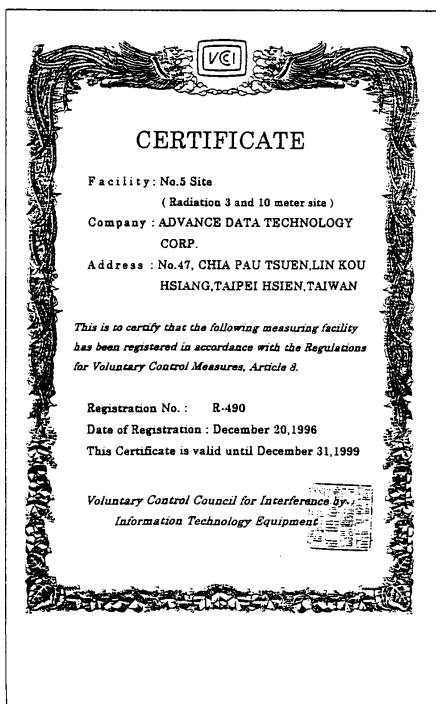 VCCI
CERTIFICATE
Facility: No.5 Site
( Radiation 3 and 10 meter site )
Company : ADVANCE DATA TECHNOLOGY
CORP.
Address : No.47, CHIA PAU TSUEN,LIN KOU
HSIANG,TAIPEI HSIEN,TAIWAN
This is to certify that the following measuring facility
has been registered in accordance with the Regulations
for Voluntary Control Measures, Article 8.
Registration No. : R-490
Date of Registration : December 20,1996
This Certificate is valid until December 31,1999
Voluntary Control Council for Interference by
Information Technology Equipment